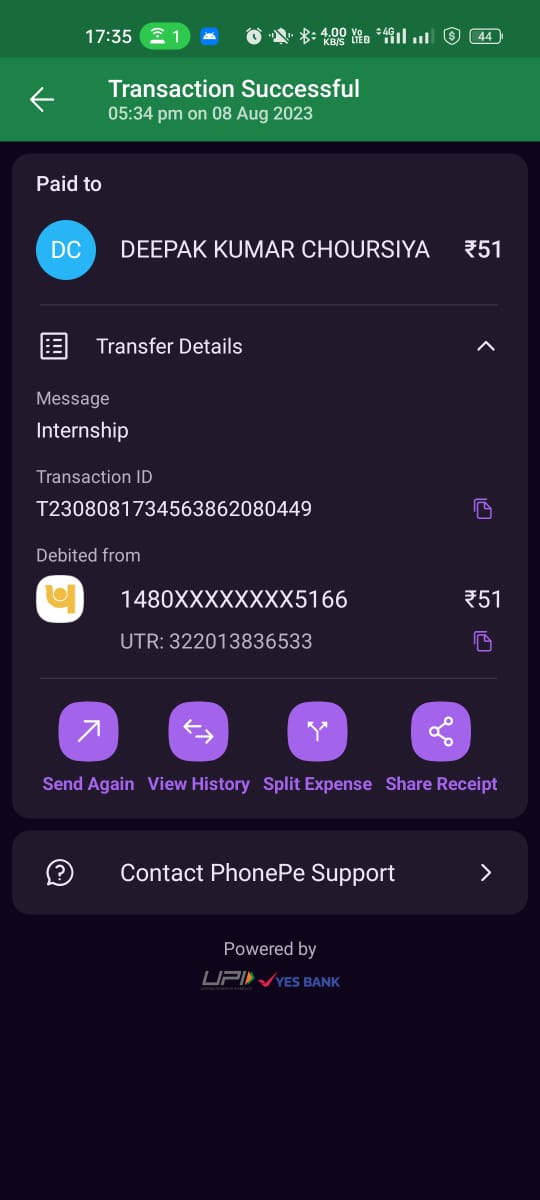 17:35 1 4.00 KB/S Vo LTE 4G 44
Transaction Successful
05:34 pm on 08 Aug 2023
Paid to
DC DEEPAK KUMAR CHOURSIYA ₹51
Transfer Details
Message
Internship
Transaction ID
T2308081734563862080449
Debited from
1480XXXXXXXX5166 ₹51
UTR: 322013836533
Send Again View History Split Expense Share Receipt
Contact PhonePe Support
Powered by
UPI YES BANK